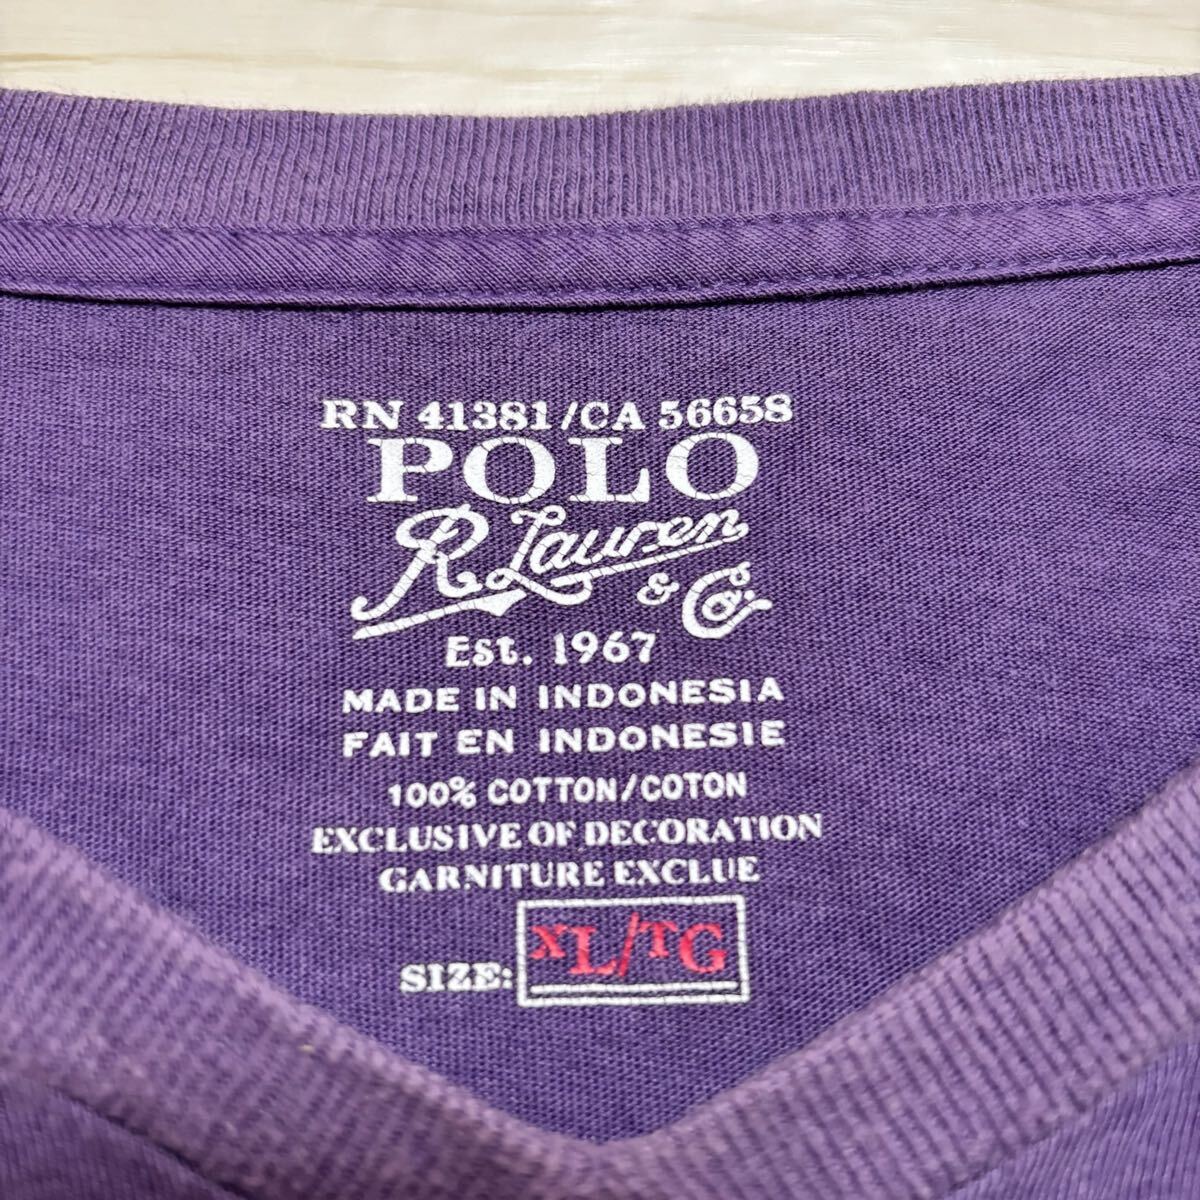 RN 41381/CA 56658
POLO
R Lauren
& Co.
Est. 1967
MADE IN INDONESIA
FAIT EN INDONESIE
100% COTTON/COTON
EXCLUSIVE OF DECORATION
GARNITURE EXCLUE
SIZE: XL/TG